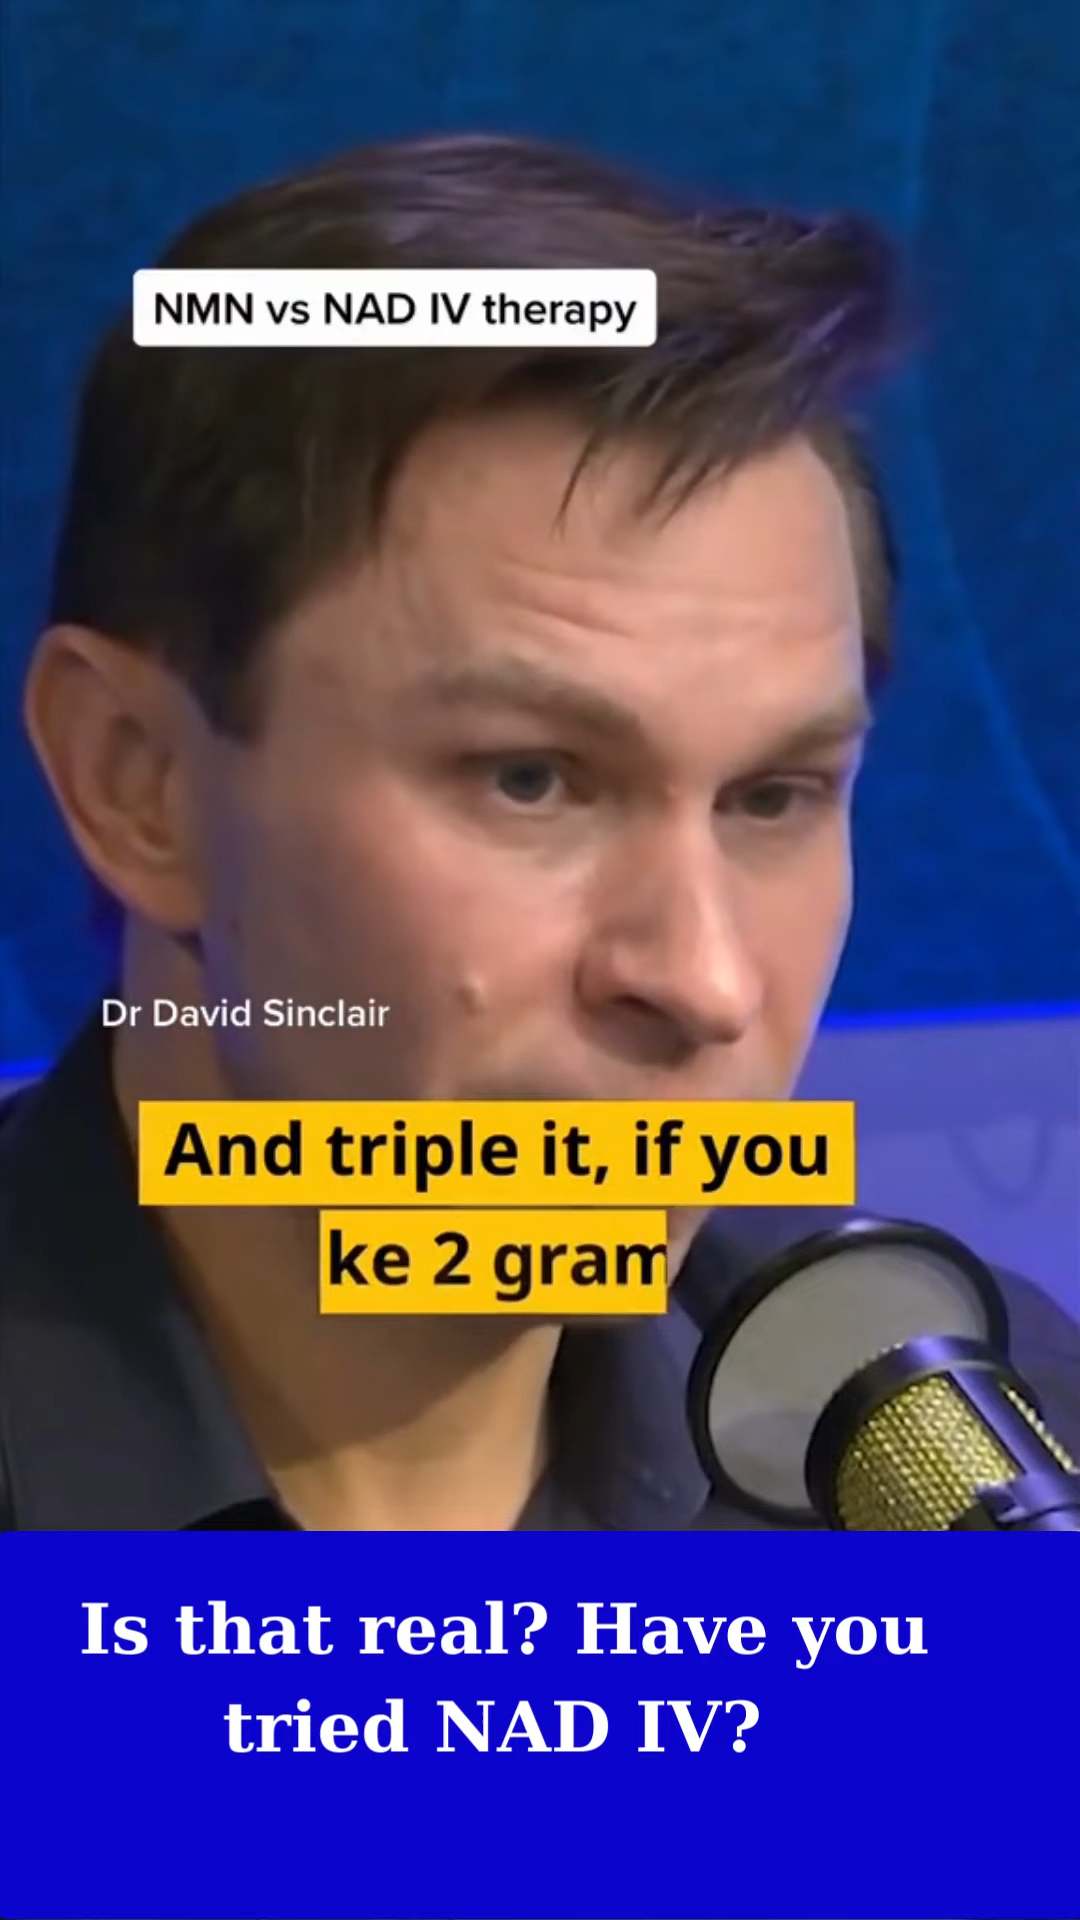 NMN vs NAD IV therapy
Dr David Sinclair
And triple it, if you
ke 2 gram
Is that real? Have you
tried NAD IV?